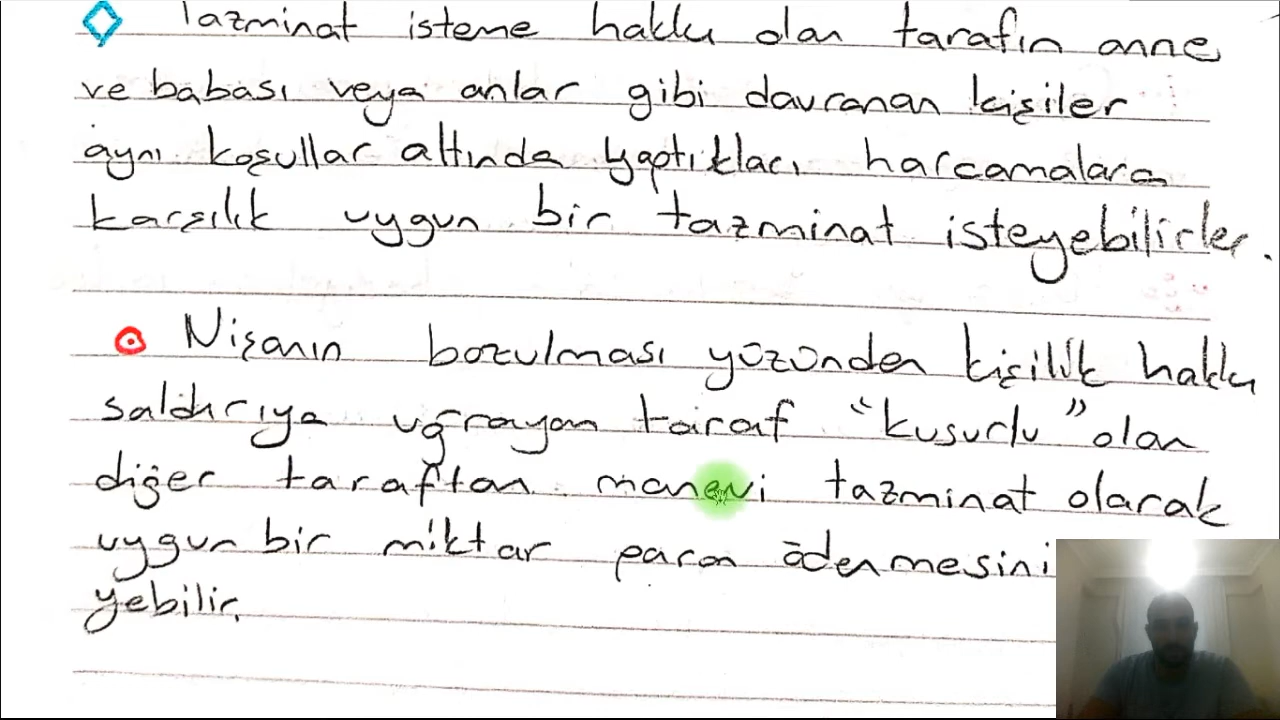 Tazminat isteme hakkı olan tarafın anne
ve babası veya onlar gibi davranan kişiler
aynı koşullar altında yaptıkları harcamalara
karşılık uygun bir tazminat isteyebilirler.
Nişanın bozulması yüzünden kişilik hakkı
saldırıya uğrayan taraf "kusurlu" olan
diğer taraftan manevi tazminat olarak
uygun bir miktar para ödenmesini
yebilir.